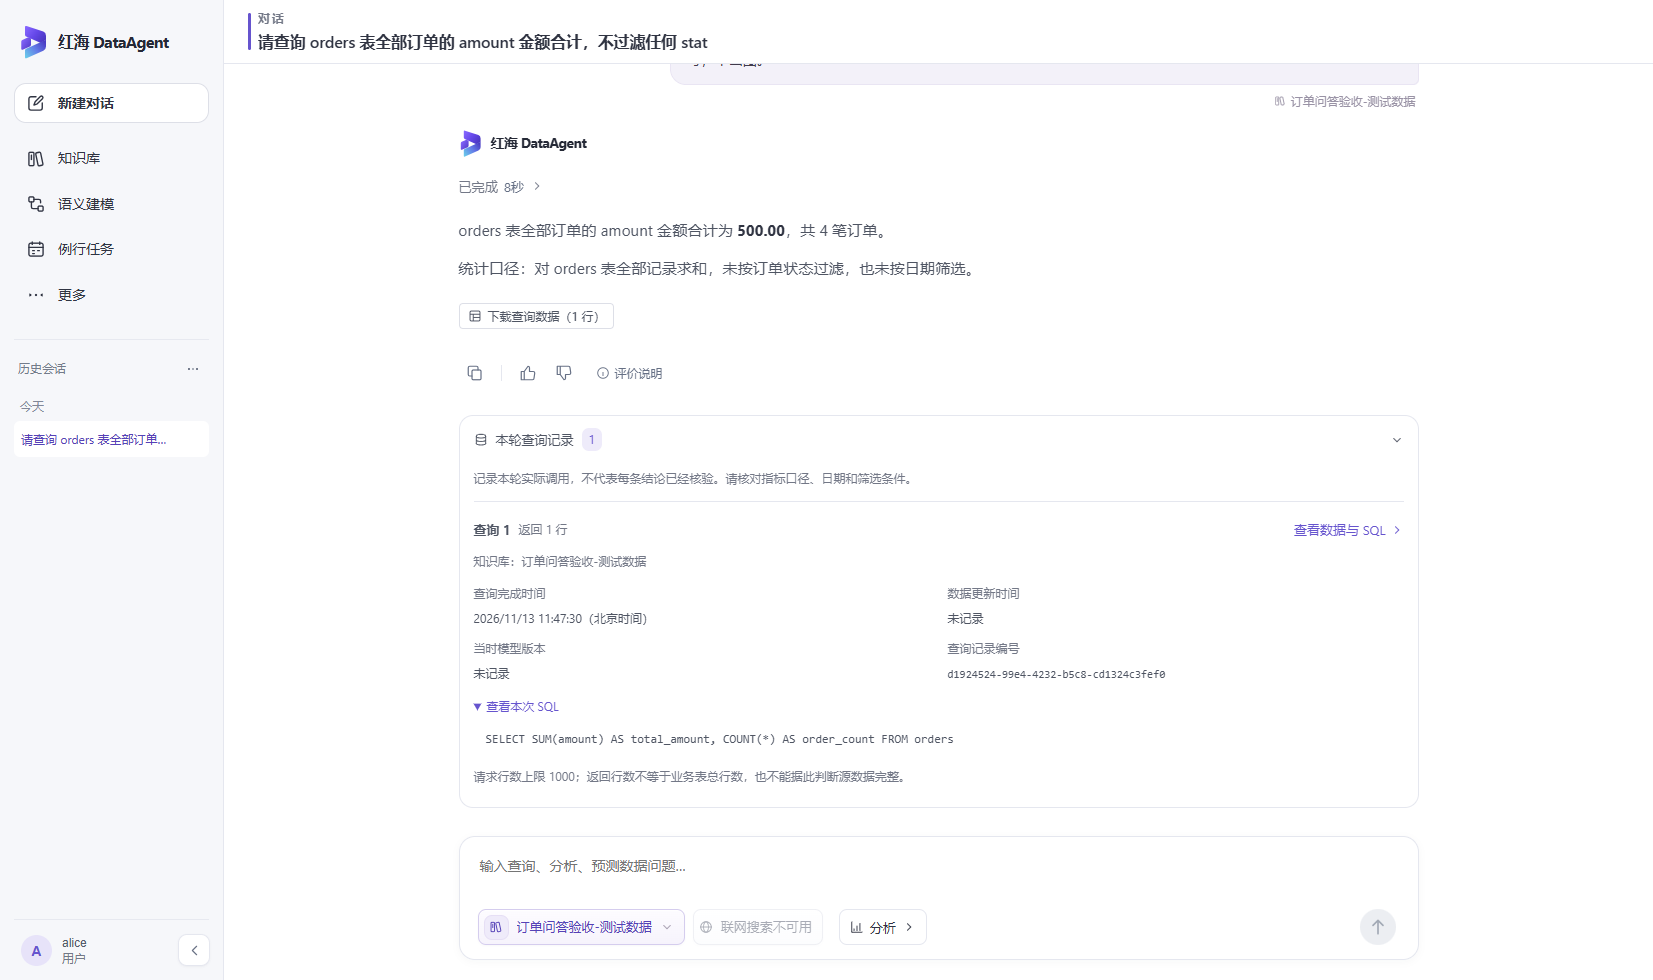 红海 DataAgent
新建对话
知识库
语义建模
例行任务
更多
历史会话
今天
请查询 orders 表全部订单...
A
alice
用户
对话
请查询 orders 表全部订单的 amount 金额合计，不过滤任何 stat
订单问答验收-测试数据
红海 DataAgent
已完成 8秒
orders 表全部订单的 amount 金额合计为 500.00，共 4 笔订单。
统计口径：对 orders 表全部记录求和，未按订单状态过滤，也未按日期筛选。
下载查询数据（1 行）
评价说明
本轮查询记录 1
记录本轮实际调用，不代表每条结论已经核验。请核对指标口径、日期和筛选条件。
查询 1 返回 1 行
查看数据与 SQL
知识库：订单问答验收-测试数据
查询完成时间
数据更新时间
2026/11/13 11:47:30（北京时间）
未记录
当时模型版本
查询记录编号
未记录
d1924524-99e4-4232-b5c8-cd1324c3fef0
▼ 查看本次 SQL
SELECT SUM(amount) AS total_amount, COUNT(*) AS order_count FROM orders
请求行数上限 1000；返回行数不等于业务表总行数，也不能据此判断源数据完整。
输入查询、分析、预测数据问题...
订单问答验收-测试数据
联网搜索不可用
分析